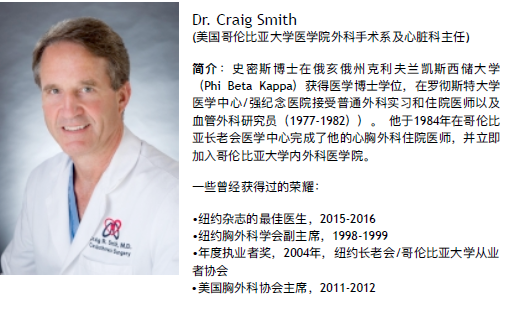 Dr. Craig Smith
(美国哥伦比亚大学医学院外科手术系及心脏科主任)
简介：史密斯博士在俄亥俄州克利夫兰凯斯西储大学
（Phi Beta Kappa）获得医学博士学位，在罗彻斯特大学
医学中心/强纪念医院接受普通外科实习和住院医师以及
血管外科研究员（1977-1982））。 他于1984年在哥伦比
亚长老会医学中心完成了他的心胸外科住院医师，并立即
加入哥伦比亚大学内外科医学院。
一些曾经获得过的荣耀：
•纽约杂志的最佳医生，2015-2016
•纽约胸外科学会副主席，1998-1999
•年度执业者奖，2004年，纽约长老会/哥伦比亚大学从业
者协会
•美国胸外科协会主席，2011-2012
Craig R. Smith, M.D.
Cardiothoracic Surgery